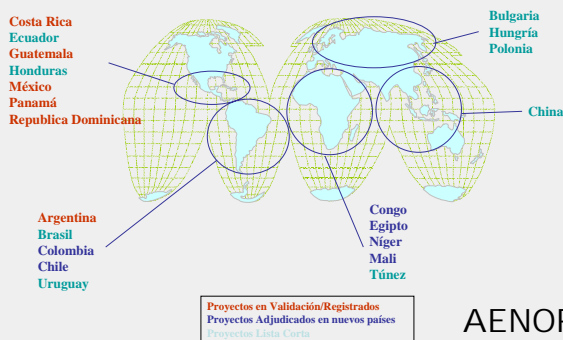 Costa Rica
Ecuador
Guatemala
Honduras
México
Panamá
Republica Dominicana
Bulgaria
Hungría
Polonia
China
Argentina
Brasil
Colombia
Chile
Uruguay
Congo
Egipto
Níger
Mali
Túnez
Proyectos en Validación/Registrados
Proyectos Adjudicados en nuevos países
Proyectos Lista Corta
AENOR